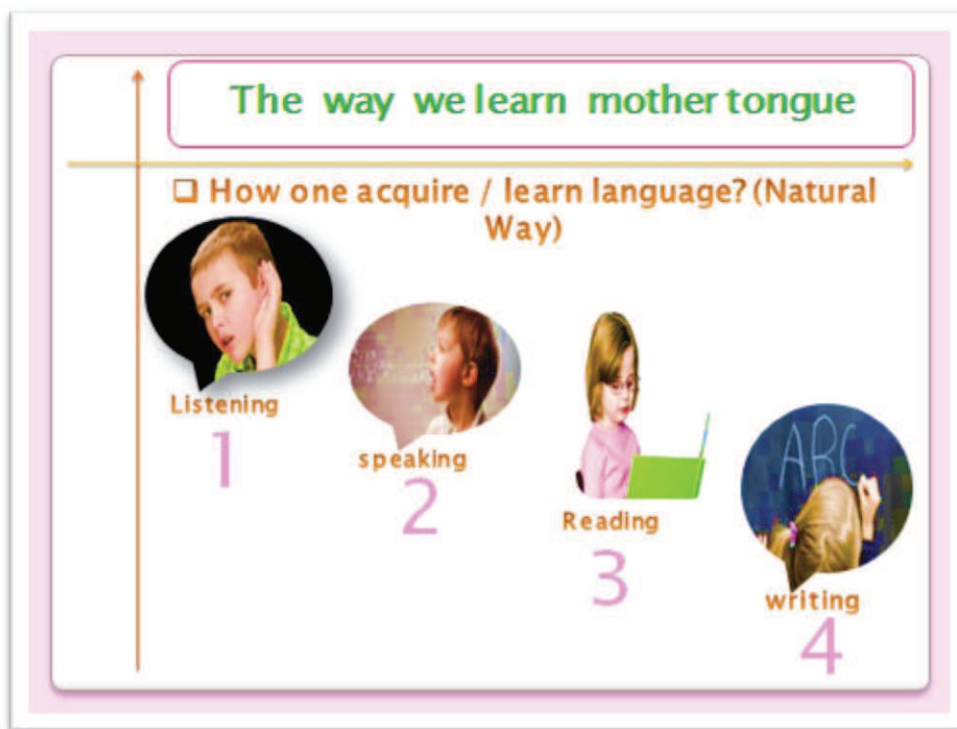 The way we learn mother tongue
❑ How one acquire / learn language? (Natural
Way)
Listening
1
speaking
2
Reading
3
ABC
writing
4